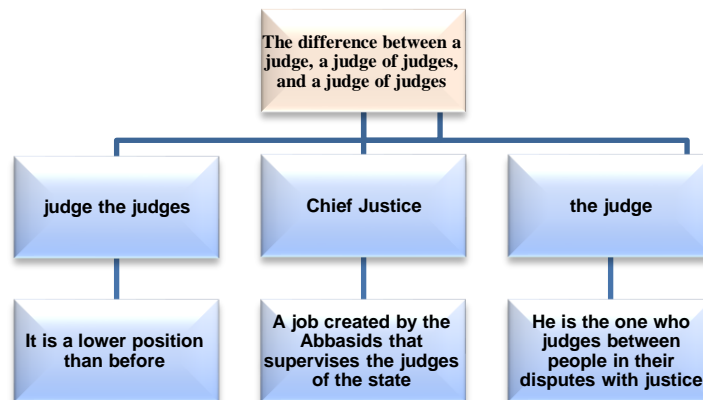 The difference between a
judge, a judge of judges,
and a judge of judges
judge the judges
Chief Justice
the judge
It is a lower position
than before
A job created by the
Abbasids that
supervises the judges
of the state
He is the one who
judges between
people in their
disputes with justice